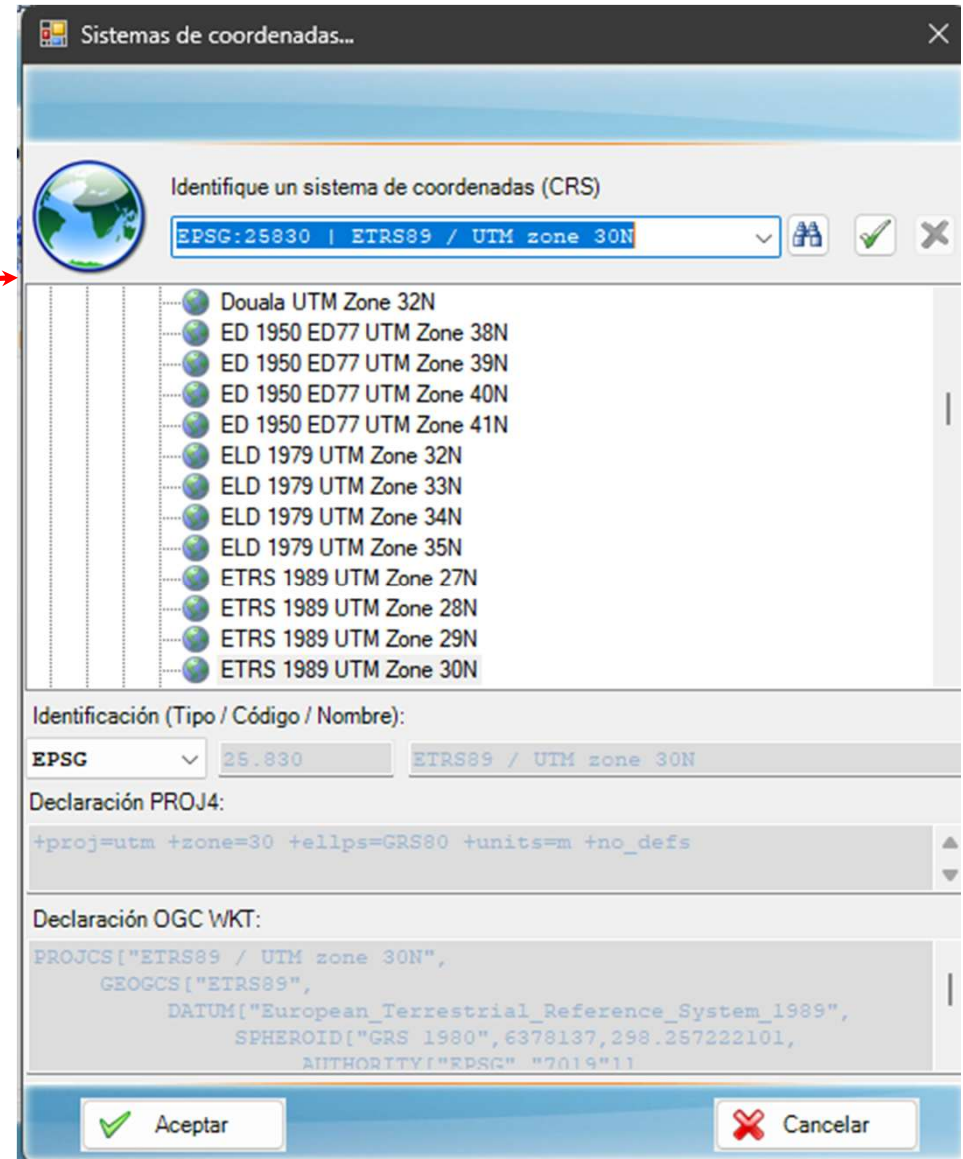 Sistemas de coordenadas...
Identifique un sistema de coordenadas (CRS)
EPSG:25830 | ETRS89 / UTM zone 30N
Douala UTM Zone 32N
ED 1950 ED77 UTM Zone 38N
ED 1950 ED77 UTM Zone 39N
ED 1950 ED77 UTM Zone 40N
ED 1950 ED77 UTM Zone 41N
ELD 1979 UTM Zone 32N
ELD 1979 UTM Zone 33N
ELD 1979 UTM Zone 34N
ELD 1979 UTM Zone 35N
ETRS 1989 UTM Zone 27N
ETRS 1989 UTM Zone 28N
ETRS 1989 UTM Zone 29N
ETRS 1989 UTM Zone 30N
Identificación (Tipo / Código / Nombre):
EPSG 25.830 ETRS89 / UTM zone 30N
Declaración PROJ4:
+proj=utm +zone=30 +ellps=GRS80 +units=m +no_defs
Declaración OGC WKT:
PROJCS["ETRS89 / UTM zone 30N",
GEOGCS["ETRS89",
DATUM["European_Terrestrial_Reference_System_1989",
SPHEROID["GRS 1980",6378137,298.257222101,
AUTHORITY["EPSG","7019"]]
Aceptar Cancelar